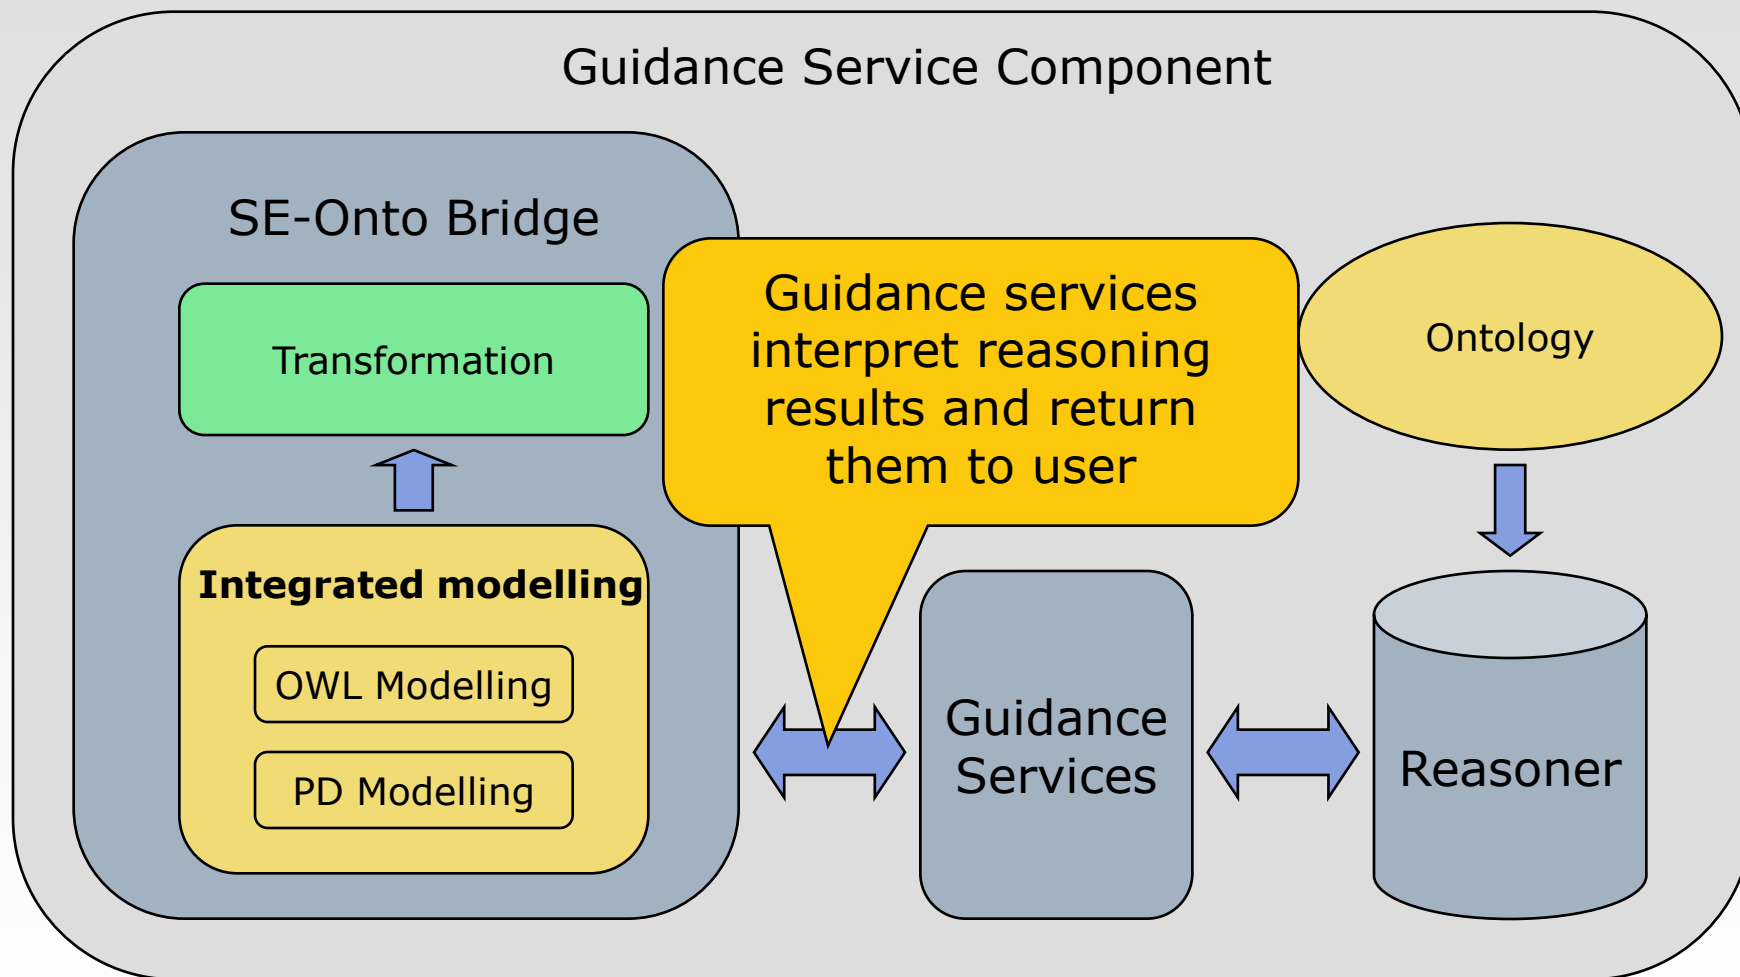 Guidance Service Component
SE-Onto Bridge
Transformation
Integrated modelling
OWL Modelling
PD Modelling
Guidance services
interpret reasoning
results and return
them to user
Ontology
Guidance
Services
Reasoner